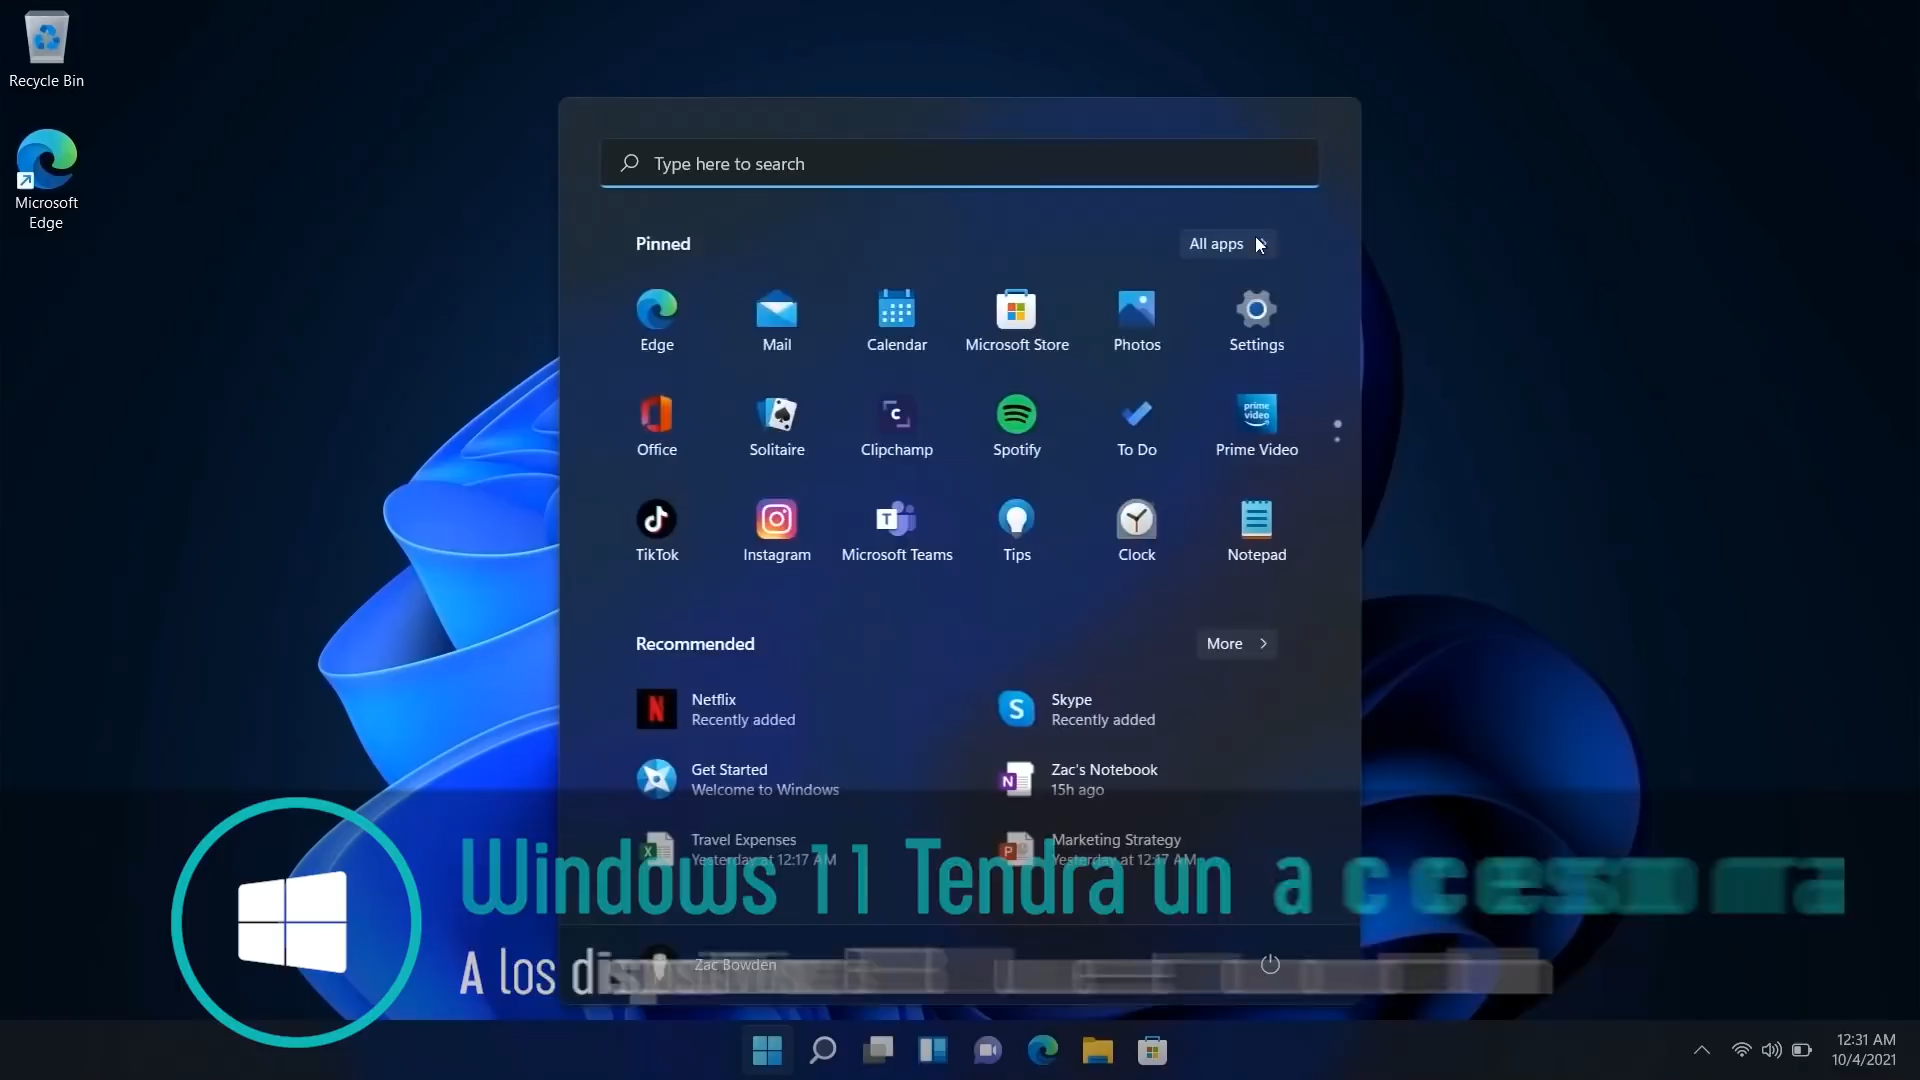 Recycle Bin
Microsoft
Edge
Type here to search
Pinned
All apps
Edge
Mail
Calendar
Microsoft Store
Photos
Settings
Office
Solitaire
Clipchamp
Spotify
To Do
prime video
Prime Video
TikTok
Instagram
Microsoft Teams
Tips
Clock
Notepad
Recommended
More
Netflix
Recently added
Skype
Recently added
Get Started
Welcome to Windows
Zac's Notebook
15h ago
Travel Expenses
Yesterday at 12:17 AM
Marketing Strategy
Yesterday at 12:17 AM
Windows 11 Tendra un
A los
Zac Bowden
12:31 AM
10/4/2021